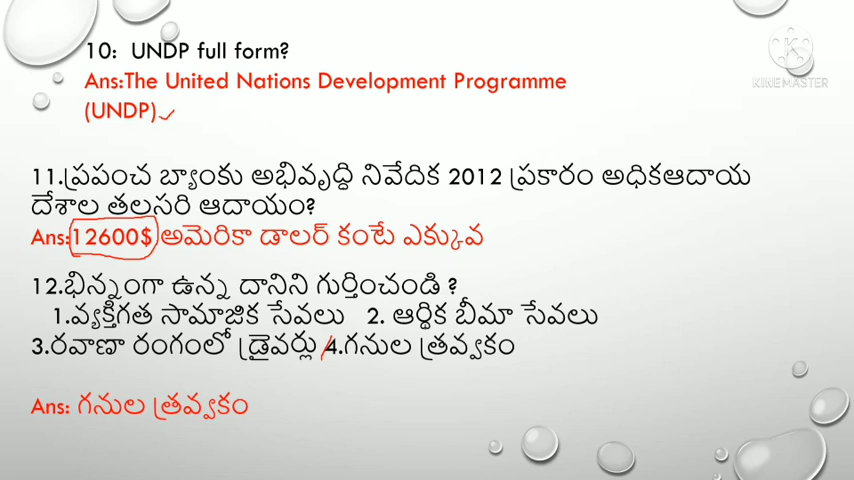 10: UNDP full form?
Ans:The United Nations Development Programme
(UNDP)
11.ప్రపంచ బ్యాంకు అభివృద్ధి నివేదిక 2012 ప్రకారం అధికఆదాయ
దేశాల తలసరి ఆదాయం?
Ans:12600$ అమెరికా డాలర్ కంటే ఎక్కువ
12.భిన్నంగా ఉన్న దానిని గుర్తించండి ?
1.వ్యక్తిగత సామాజిక సేవలు 2. ఆర్థిక బీమా సేవలు
3.రవాణా రంగంలో డ్రైవర్లు 4.గనుల త్రవ్వకం
Ans: గనుల త్రవ్వకం
KINEMASTER